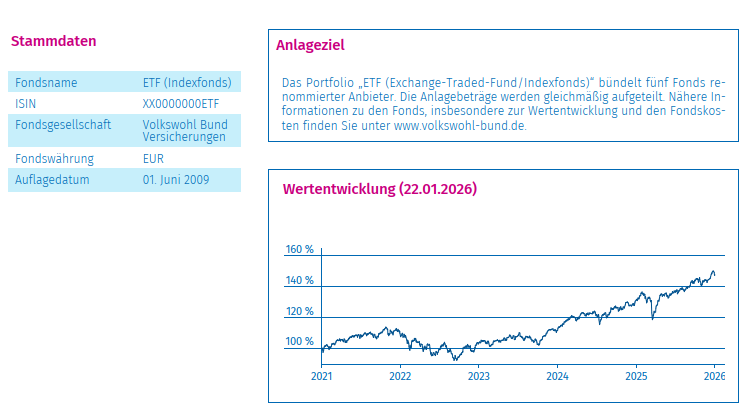 Stammdaten
Fondsname ETF (Indexfonds)
ISIN XX0000000ETF
Fondsgesellschaft Volkswohl Bund
Versicherungen
Fondswährung EUR
Auflagedatum 01. Juni 2009
Anlageziel
Das Portfolio „ETF (Exchange-Traded-Fund/Indexfonds)“ bündelt fünf Fonds re-
nommierter Anbieter. Die Anlagebeträge werden gleichmäßig aufgeteilt. Nähere In-
formationen zu den Fonds, insbesondere zur Wertentwicklung und den Fondskos-
ten finden Sie unter www.volkswohl-bund.de.
Wertentwicklung (22.01.2026)
160 %
140 %
120 %
100 %
2021 2022 2023 2024 2025 2026